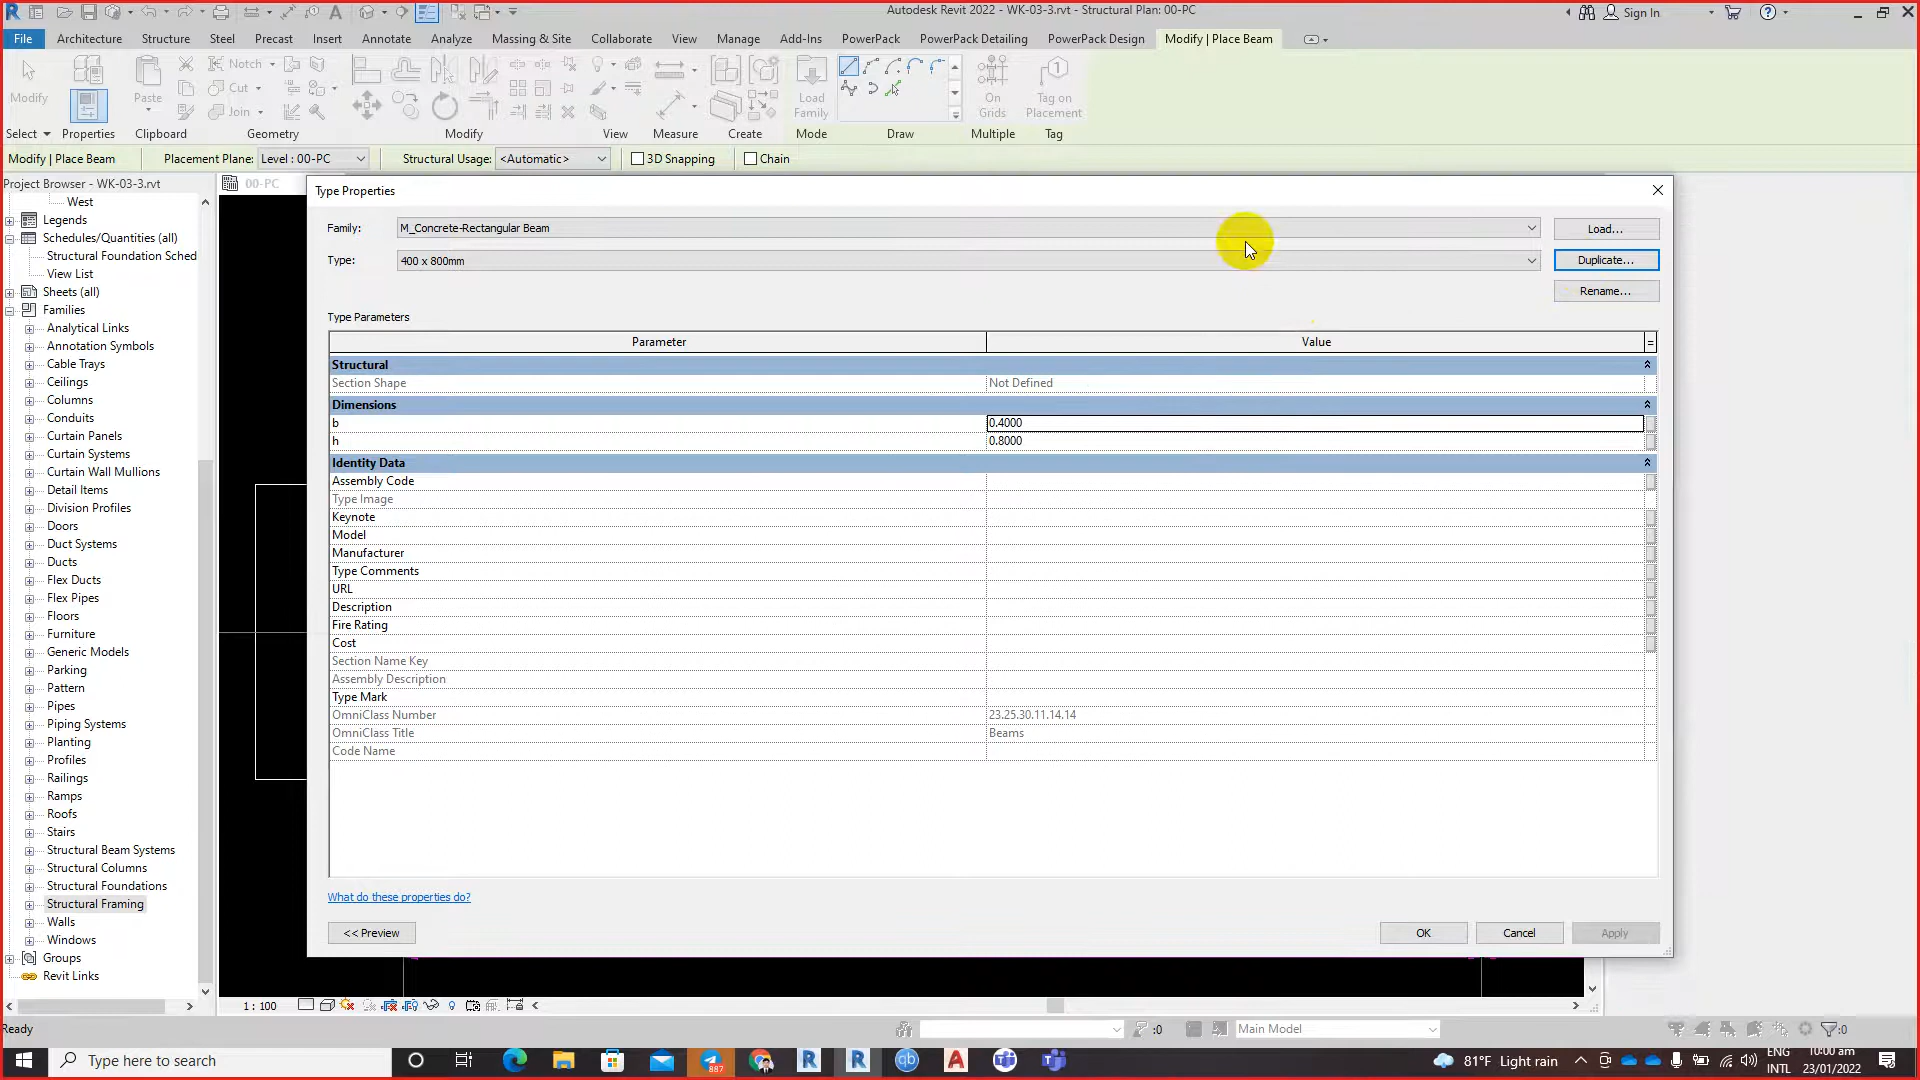 Autodesk Revit 2022 - WK-03-3.rvt - Structural Plan: 00-PC
Sign In
File Architecture Structure Steel Precast Insert Annotate Analyze Massing & Site Collaborate View Manage Add-Ins PowerPack PowerPack Detailing PowerPack Design Modify | Place Beam
Modify
Paste
Notch
Cut
Join
Load Family
On Grids
Tag on Placement
Select Properties Clipboard Geometry Modify View Measure Create Mode Draw Multiple Tag
Modify | Place Beam Placement Plane: Level : 00-PC Structural Usage: <Automatic> 3D Snapping Chain
Project Browser - WK-03-3.rvt
West
Legends
Schedules/Quantities (all)
Structural Foundation Sched
View List
Sheets (all)
Families
Analytical Links
Annotation Symbols
Cable Trays
Ceilings
Columns
Conduits
Curtain Panels
Curtain Systems
Curtain Wall Mullions
Detail Items
Division Profiles
Doors
Duct Systems
Ducts
Flex Ducts
Flex Pipes
Floors
Furniture
Generic Models
Parking
Pattern
Pipes
Piping Systems
Planting
Profiles
Railings
Ramps
Roofs
Stairs
Structural Beam Systems
Structural Columns
Structural Foundations
Structural Framing
Walls
Windows
Groups
Revit Links
00-PC
Type Properties
Family: M_Concrete-Rectangular Beam Load...
Type: 400 x 800mm Duplicate...
Rename...
Type Parameters
Parameter Value =
Structural
Section Shape Not Defined
Dimensions
b 0.4000
h 0.8000
Identity Data
Assembly Code
Type Image
Keynote
Model
Manufacturer
Type Comments
URL
Description
Fire Rating
Cost
Section Name Key
Assembly Description
Type Mark
OmniClass Number 23.25.30.11.14.14
OmniClass Title Beams
Code Name
What do these properties do?
<< Preview OK Cancel Apply
1 : 100
Ready :0 Main Model :0
Type here to search 887 81°F Light rain ENG INTL 10:00 am 23/01/2022